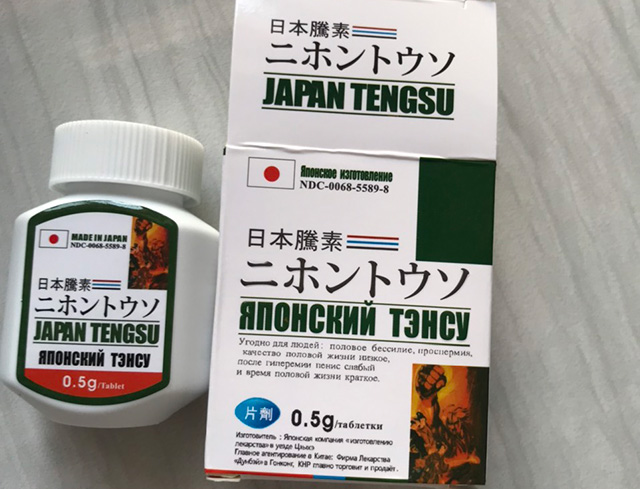 日本騰素
ニホントウソ
JAPAN TENGSU
Японское изготовление
NDC-0068-5589-8
日本騰素
ニホントウソ
ЯПОНСКИЙ ТЭНСУ
Угодно для людей: половое бессилие, проспермия,
качество половой жизни низкое,
после гиперемии пенис слабый
и время половой жизни краткое.
片劑
0.5g/таблетки
Изготовитель : Японская компания «изготовлению
лекарства» в уезде Цзыс»
Главное агентирование в Китае: Фирма Лекарства
«Думбэй» в Гонконг, КНР главно торговит и продаёт.
MADE IN JAPAN
NDC-0068-5589-8
日本騰素
ニホントウソ
JAPAN TENGSU
ЯПОНСКИЙ ТЭНСУ
0.5g/Tablet